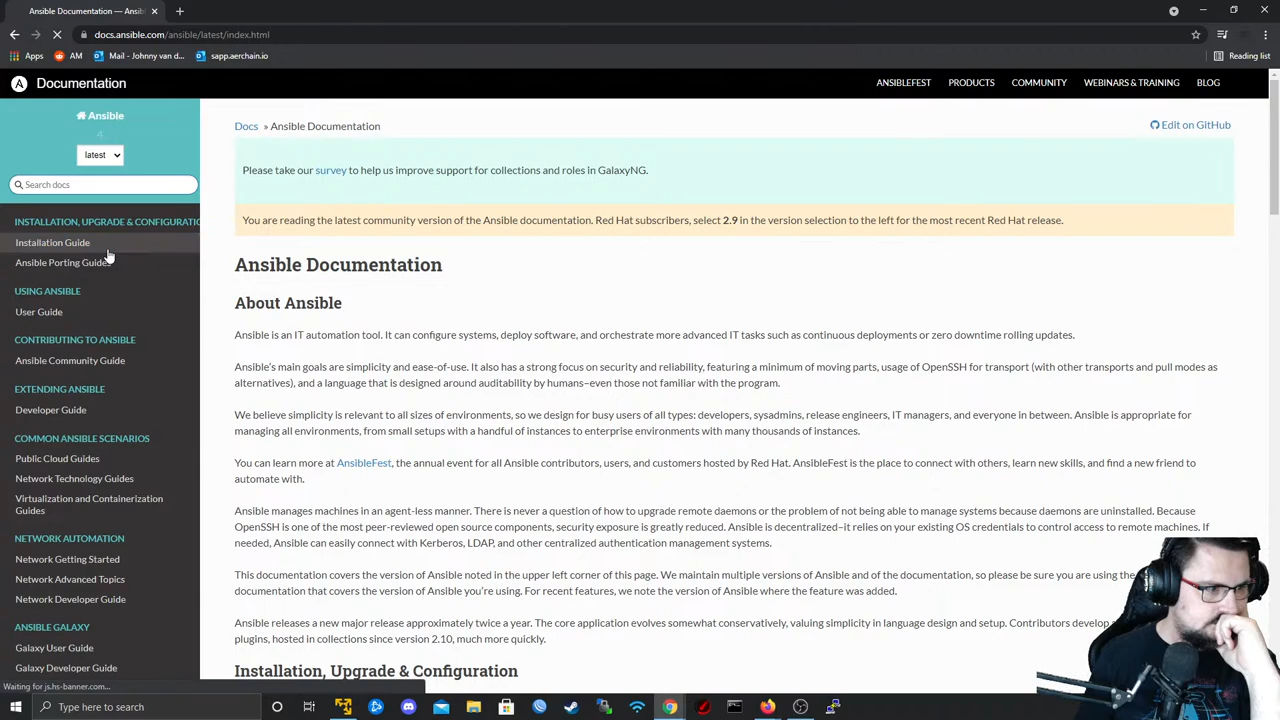 Ansible Documentation — Ansib
docs.ansible.com/ansible/latest/index.html
Apps
AM
Mail - Johnny van d...
sapp.aerchain.io
Reading list
Documentation
ANSIBLEFEST
PRODUCTS
COMMUNITY
WEBINARS & TRAINING
BLOG
Ansible
4
latest
Search docs
INSTALLATION, UPGRADE & CONFIGURATIO
Installation Guide
Ansible Porting Guides
USING ANSIBLE
User Guide
CONTRIBUTING TO ANSIBLE
Ansible Community Guide
EXTENDING ANSIBLE
Developer Guide
COMMON ANSIBLE SCENARIOS
Public Cloud Guides
Network Technology Guides
Virtualization and Containerization
Guides
NETWORK AUTOMATION
Network Getting Started
Network Advanced Topics
Network Developer Guide
ANSIBLE GALAXY
Galaxy User Guide
Galaxy Developer Guide
Docs » Ansible Documentation
Edit on GitHub
Please take our survey to help us improve support for collections and roles in GalaxyNG.
You are reading the latest community version of the Ansible documentation. Red Hat subscribers, select 2.9 in the version selection to the left for the most recent Red Hat release.
Ansible Documentation
About Ansible
Ansible is an IT automation tool. It can configure systems, deploy software, and orchestrate more advanced IT tasks such as continuous deployments or zero downtime rolling updates.
Ansible's main goals are simplicity and ease-of-use. It also has a strong focus on security and reliability, featuring a minimum of moving parts, usage of OpenSSH for transport (with other transports and pull modes as
alternatives), and a language that is designed around auditability by humans–even those not familiar with the program.
We believe simplicity is relevant to all sizes of environments, so we design for busy users of all types: developers, sysadmins, release engineers, IT managers, and everyone in between. Ansible is appropriate for
managing all environments, from small setups with a handful of instances to enterprise environments with many thousands of instances.
You can learn more at AnsibleFest, the annual event for all Ansible contributors, users, and customers hosted by Red Hat. AnsibleFest is the place to connect with others, learn new skills, and find a new friend to
automate with.
Ansible manages machines in an agent-less manner. There is never a question of how to upgrade remote daemons or the problem of not being able to manage systems because daemons are uninstalled. Because
OpenSSH is one of the most peer-reviewed open source components, security exposure is greatly reduced. Ansible is decentralized–it relies on your existing OS credentials to control access to remote machines. If
needed, Ansible can easily connect with Kerberos, LDAP, and other centralized authentication management systems.
This documentation covers the version of Ansible noted in the upper left corner of this page. We maintain multiple versions of Ansible and of the documentation, so please be sure you are using the
documentation that covers the version of Ansible you're using. For recent features, we note the version of Ansible where the feature was added.
Ansible releases a new major release approximately twice a year. The core application evolves somewhat conservatively, valuing simplicity in language design and setup. Contributors develop
plugins, hosted in collections since version 2.10, much more quickly.
Installation, Upgrade & Configuration
Waiting for js.hs-banner.com...
Type here to search